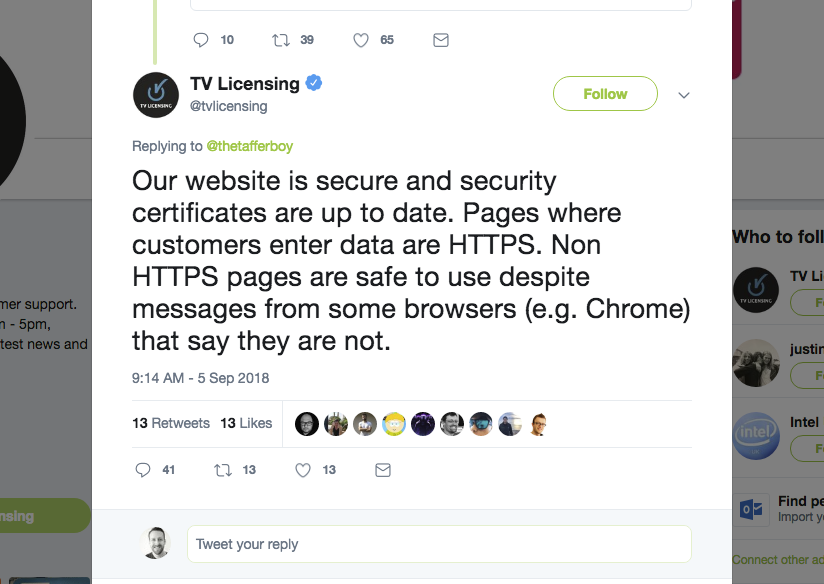 10 39 65
TV Licensing
@tvlicensing
Follow
Replying to @thetafferboy
Our website is secure and security
certificates are up to date. Pages where
customers enter data are HTTPS. Non
HTTPS pages are safe to use despite
messages from some browsers (e.g. Chrome)
that say they are not.
9:14 AM - 5 Sep 2018
13 Retweets 13 Likes
41 13 13
Tweet your reply
mer support.
n - 5pm,
test news and
nsing
Who to foll
TV LICENSING
TV Li
F
justin
F
intel
Intel
F
Find pe
Import yo
Connect other ad
TV LICENSING